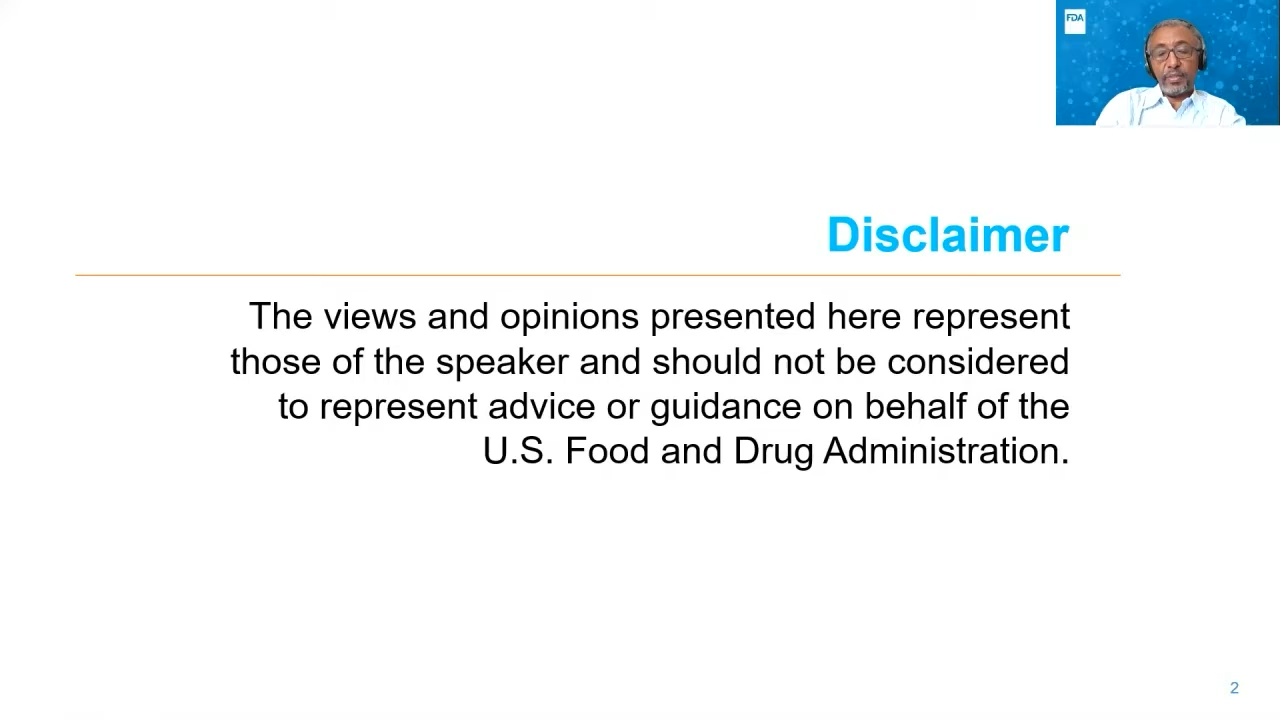 FDA
Disclaimer
The views and opinions presented here represent
those of the speaker and should not be considered
to represent advice or guidance on behalf of the
U.S. Food and Drug Administration.
2